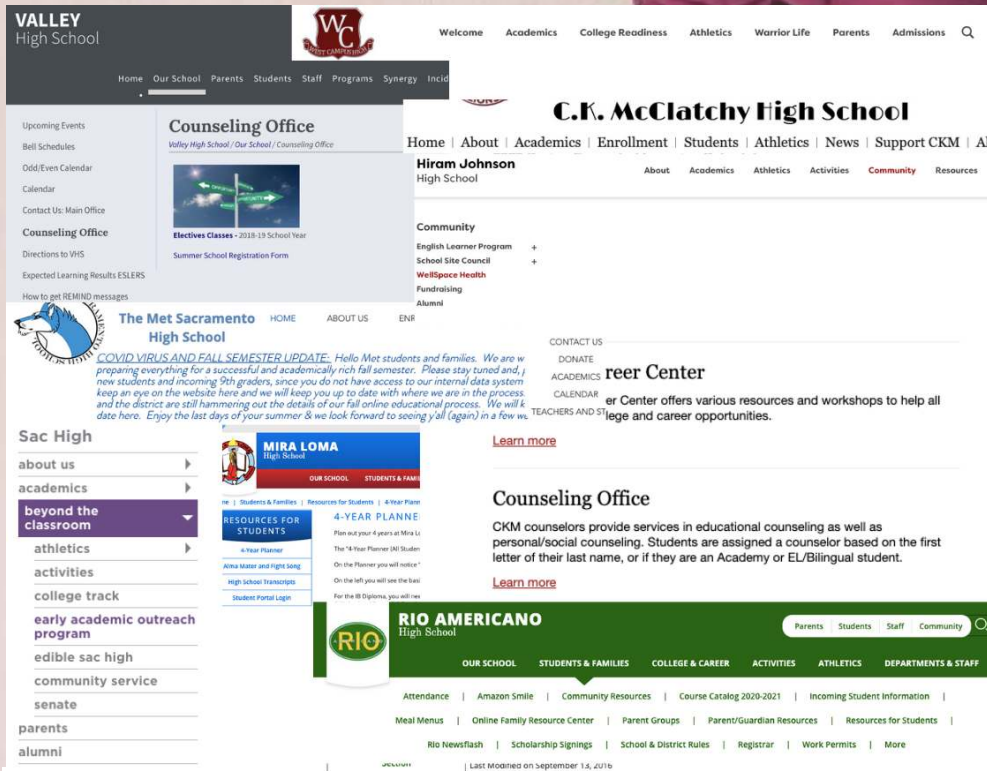 VALLEY
High School
Home Our School Parents Students Staff Programs Synergy
Upcoming Events
Bell Schedules
Odd/Even Calendar
Calendar
Contact Us: Main Office
Counseling Office
Directions to VHS
Expected Learning Results ESLERS
How to get REMIND messages
Counseling Office
Valley High School / Our School / Counseling Office
OPPORTUNITY
Electives Classes - 2018-19 School Year
Summer School Registration Form
WC
WEST CAMPUS HIGH
Welcome Academics College Readiness Athletics Warrior Life Parents Admissions
C.K. McClatchy High School
Home | About | Academics | Enrollment | Students | Athletics | News | Support CKM |
Hiram Johnson
High School
About Academics Athletics Activities Community Resources
Community
English Learner Program +
School Site Council +
WellSpace Health
Fundraising
Alumni
The Met Sacramento
High School
HOME ABOUT US
COVID VIRUS AND FALL SEMESTER UPDATE: Hello Met students and families. We are w
preparing everything for a successful and academically rich fall semester. Please stay tuned and,
new students and incoming 9th graders, since you do not have access to our internal data system
keep an eye on the website here and we will keep you up to date with where we are in the process.
and the district are still hammering out the details of our fall online educational process. We will k
date here. Enjoy the last days of your summer & we look forward to seeing y'all (again) in a few
CONTACT US
DONATE
ACADEMICS
CALENDAR
TEACHERS AND ST
reer Center
er Center offers various resources and workshops to help all
lege and career opportunities.
Learn more
Counseling Office
CKM counselors provide services in educational counseling as well as
personal/social counseling. Students are assigned a counselor based on the first
letter of their last name, or if they are an Academy or EL/Bilingual student.
Learn more
Sac High
about us
academics
beyond the
classroom
athletics
activities
college track
early academic outreach
program
edible sac high
community service
senate
parents
alumni
MIRA LOMA
High School
OUR SCHOOL STUDENTS & FAMILI
ne | Students & Families | Resources for Students | 4-Year Plann
RESOURCES FOR
STUDENTS
4-Year Planner
Alma Mater and Fight Song
High School Transcripts
Student Portal Login
4-YEAR PLANNE
Plan out your 4 years at Mira Lo
The "4-Year Planner (All Studen
On the Planner you will notice
On the left you will see the basi
For the IB Diploma, you will nee
RIO
RIO AMERICANO
High School
Parents Students Staff Community
OUR SCHOOL STUDENTS & FAMILIES COLLEGE & CAREER ACTIVITIES ATHLETICS DEPARTMENTS & STAFF
Attendance | Amazon Smile | Community Resources | Course Catalog 2020-2021 | Incoming Student Information |
Meal Menus | Online Family Resource Center | Parent Groups | Parent/Guardian Resources | Resources for Students |
Rio Newsflash | Scholarship Signings | School & District Rules | Registrar | Work Permits | More
Section | Last Modified on September 13, 2016